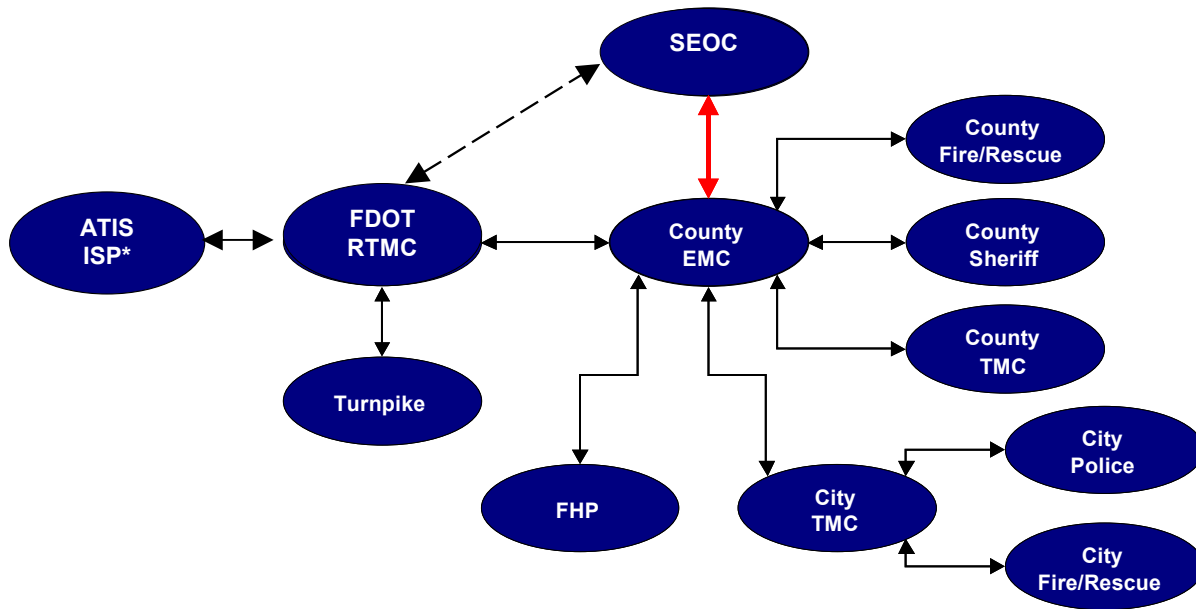 SEOC
County
Fire/Rescue
ATIS
ISP*
FDOT
RTMC
County
EMC
County
Sheriff
County
TMC
Turnpike
City
Police
FHP
City
TMC
City
Fire/Rescue